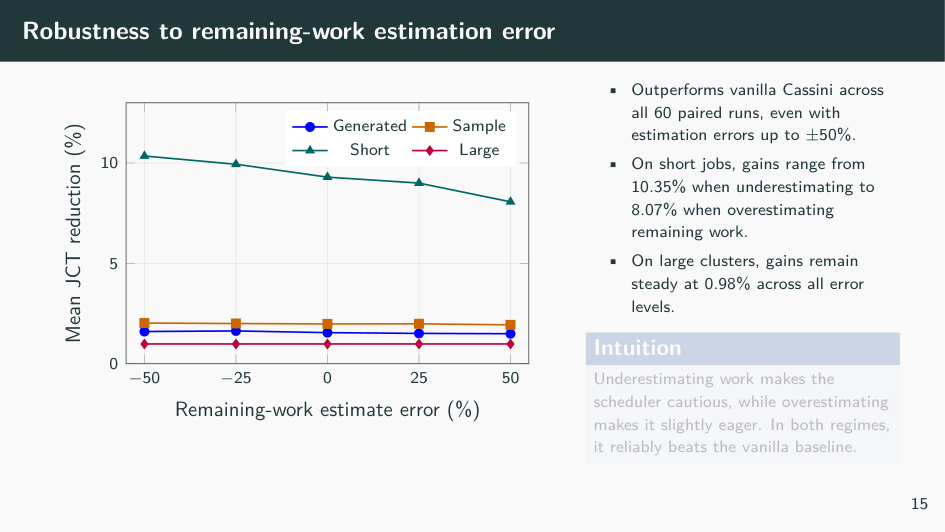 Robustness to remaining-work estimation error
Mean JCT reduction (%)
10
5
0
−50
−25
0
25
50
Remaining-work estimate error (%)
Generated
Sample
Short
Large
▪ Outperforms vanilla Cassini across
all 60 paired runs, even with
estimation errors up to ±50%.
▪ On short jobs, gains range from
10.35% when underestimating to
8.07% when overestimating
remaining work.
▪ On large clusters, gains remain
steady at 0.98% across all error
levels.
Intuition
Underestimating work makes the
scheduler cautious, while overestimating
makes it slightly eager. In both regimes,
it reliably beats the vanilla baseline.
15